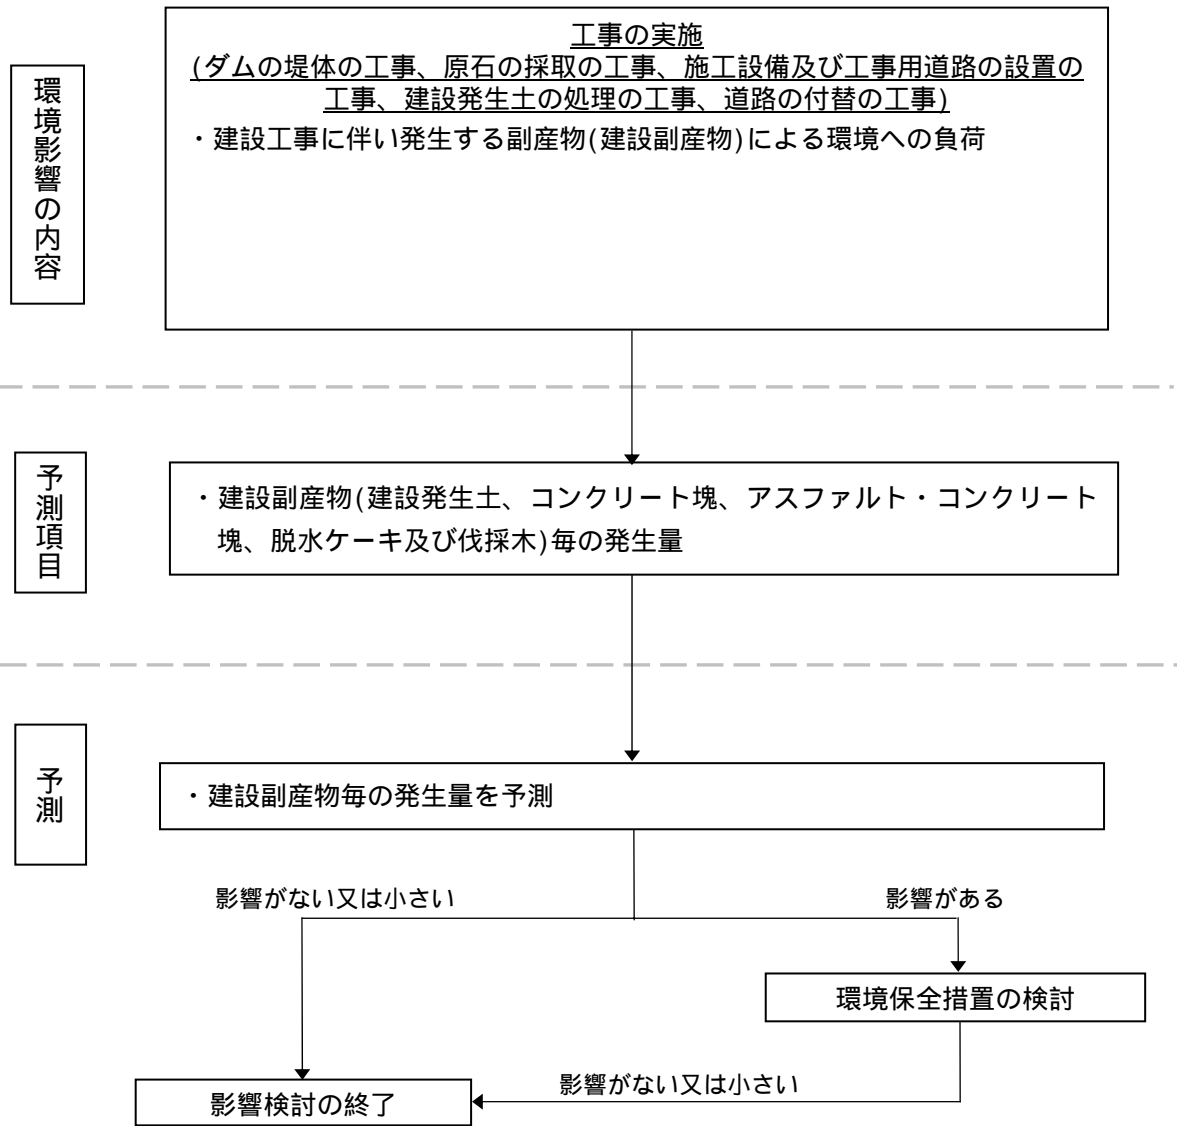 環境影響の内容
工事の実施
(ダムの堤体の工事、原石の採取の工事、施工設備及び工事用道路の設置の
工事、建設発生土の処理の工事、道路の付替の工事)
・建設工事に伴い発生する副産物(建設副産物)による環境への負荷
予測項目
・建設副産物(建設発生土、コンクリート塊、アスファルト・コンクリート
塊、脱水ケーキ及び伐採木)毎の発生量
予測
・建設副産物毎の発生量を予測
影響がない又は小さい
影響がある
環境保全措置の検討
影響がない又は小さい
影響検討の終了